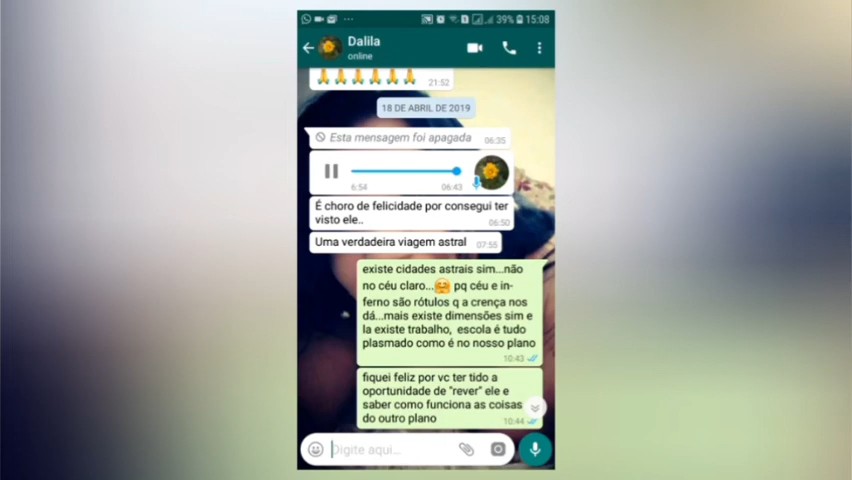 39% 15:08
Dalila
online
21:52
18 DE ABRIL DE 2019
Esta mensagem foi apagada 06:35
6:54 06:43
É choro de felicidade por consegui ter
visto ele..
06:50
Uma verdadeira viagem astral 07:55
existe cidades astrais sim...não
no céu claro...🤗 pq céu e in-
ferno são rótulos q a crença nos
dá...mais existe dimensões sim e
la existe trabalho, escola é tudo
plasmado como é no nosso plano
10:43
fiquei feliz por vc ter tido a
oportunidade de "rever" ele e
saber como funciona as coisas
do outro plano
10:44
Digite aqui...